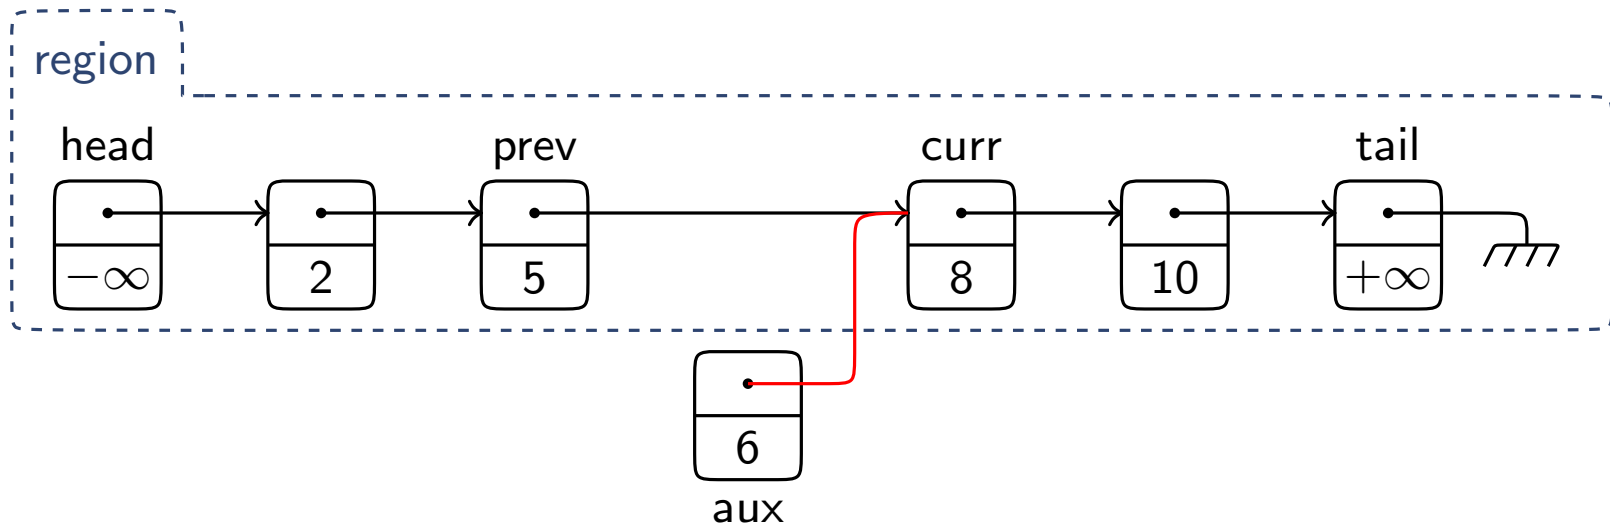 region
head prev curr tail
−∞ 2 5 8 10 +∞
6
aux